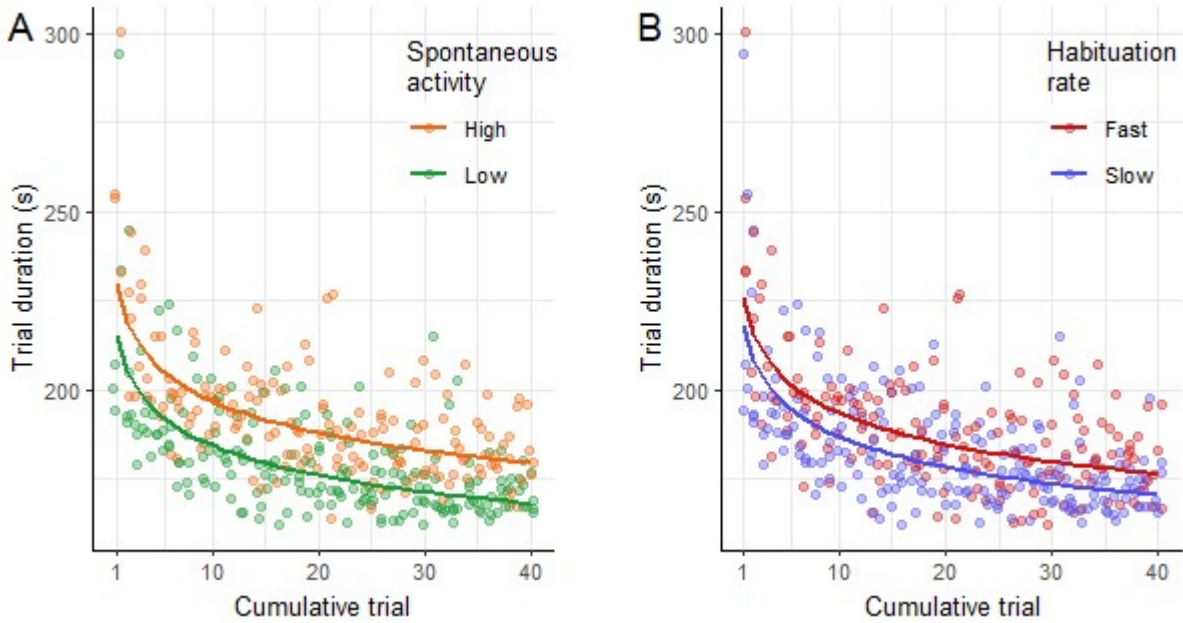 A
Spontaneous
activity
High
Low
300
250
200
Trial duration (s)
1 10 20 30 40
Cumulative trial
B
Habituation
rate
Fast
Slow
300
250
200
Trial duration (s)
1 10 20 30 40
Cumulative trial